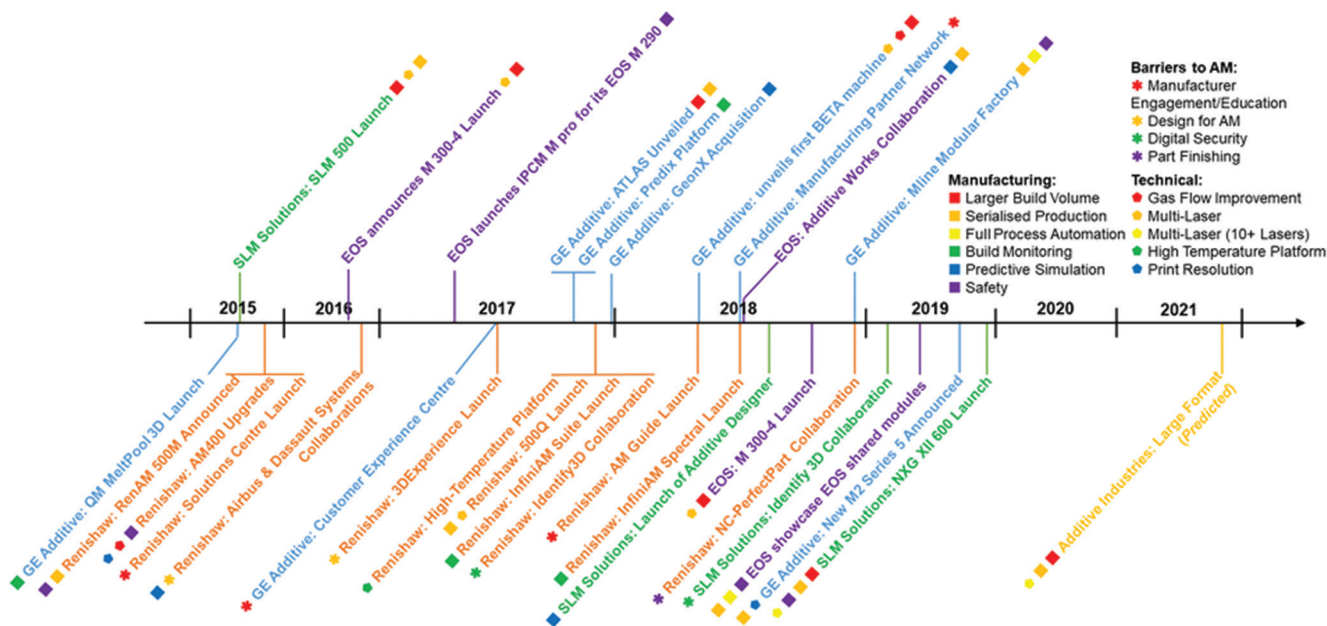 SLM Solutions: SLM 500 Launch
EOS announces M 300-4 Launch
EOS launches IPCM M pro for its EOS M 290
GE Additive: ATLAS Unveiled
GE Additive: Predix Platform
GE Additive: GeonX Acquisition
GE Additive: unveils first BETA machine
GE Additive: Manufacturing Partner Network
EOS: Additive Works Collaboration
GE Additive: Mline Modular Factory
Barriers to AM:
Manufacturer
Engagement/Education
Design for AM
Digital Security
Part Finishing
Manufacturing:
Larger Build Volume
Serialised Production
Full Process Automation
Build Monitoring
Predictive Simulation
Safety
Technical:
Gas Flow Improvement
Multi-Laser
Multi-Laser (10+ Lasers)
High Temperature Platform
Print Resolution
2015
2016
2017
2018
2019
2020
2021
GE Additive: QM MeltPool 3D Launch
Renishaw: RenAM 500M Announced
Renishaw: AM400 Upgrades
Renishaw: Solutions Centre Launch
Renishaw: Airbus & Dassault Systems
Collaborations
GE Additive: Customer Experience Centre
Renishaw: 3DExperience Launch
Renishaw: High-Temperature Platform
Renishaw: 500Q Launch
Renishaw: InfiniAM Suite Launch
Renishaw: Identify3D Collaboration
Renishaw: AM Guide Launch
Renishaw: InfiniAM Spectral Launch
SLM Solutions: Launch of Additive Designer
EOS: M 300-4 Launch
Renishaw: NC-PerfectPart Collaboration
SLM Solutions: Identify 3D Collaboration
EOS showcase EOS shared modules
GE Additive: New M2 Series 5 Announced
SLM Solutions: NXG XII 600 Launch
Additive Industries: Large Format
(Predicted)